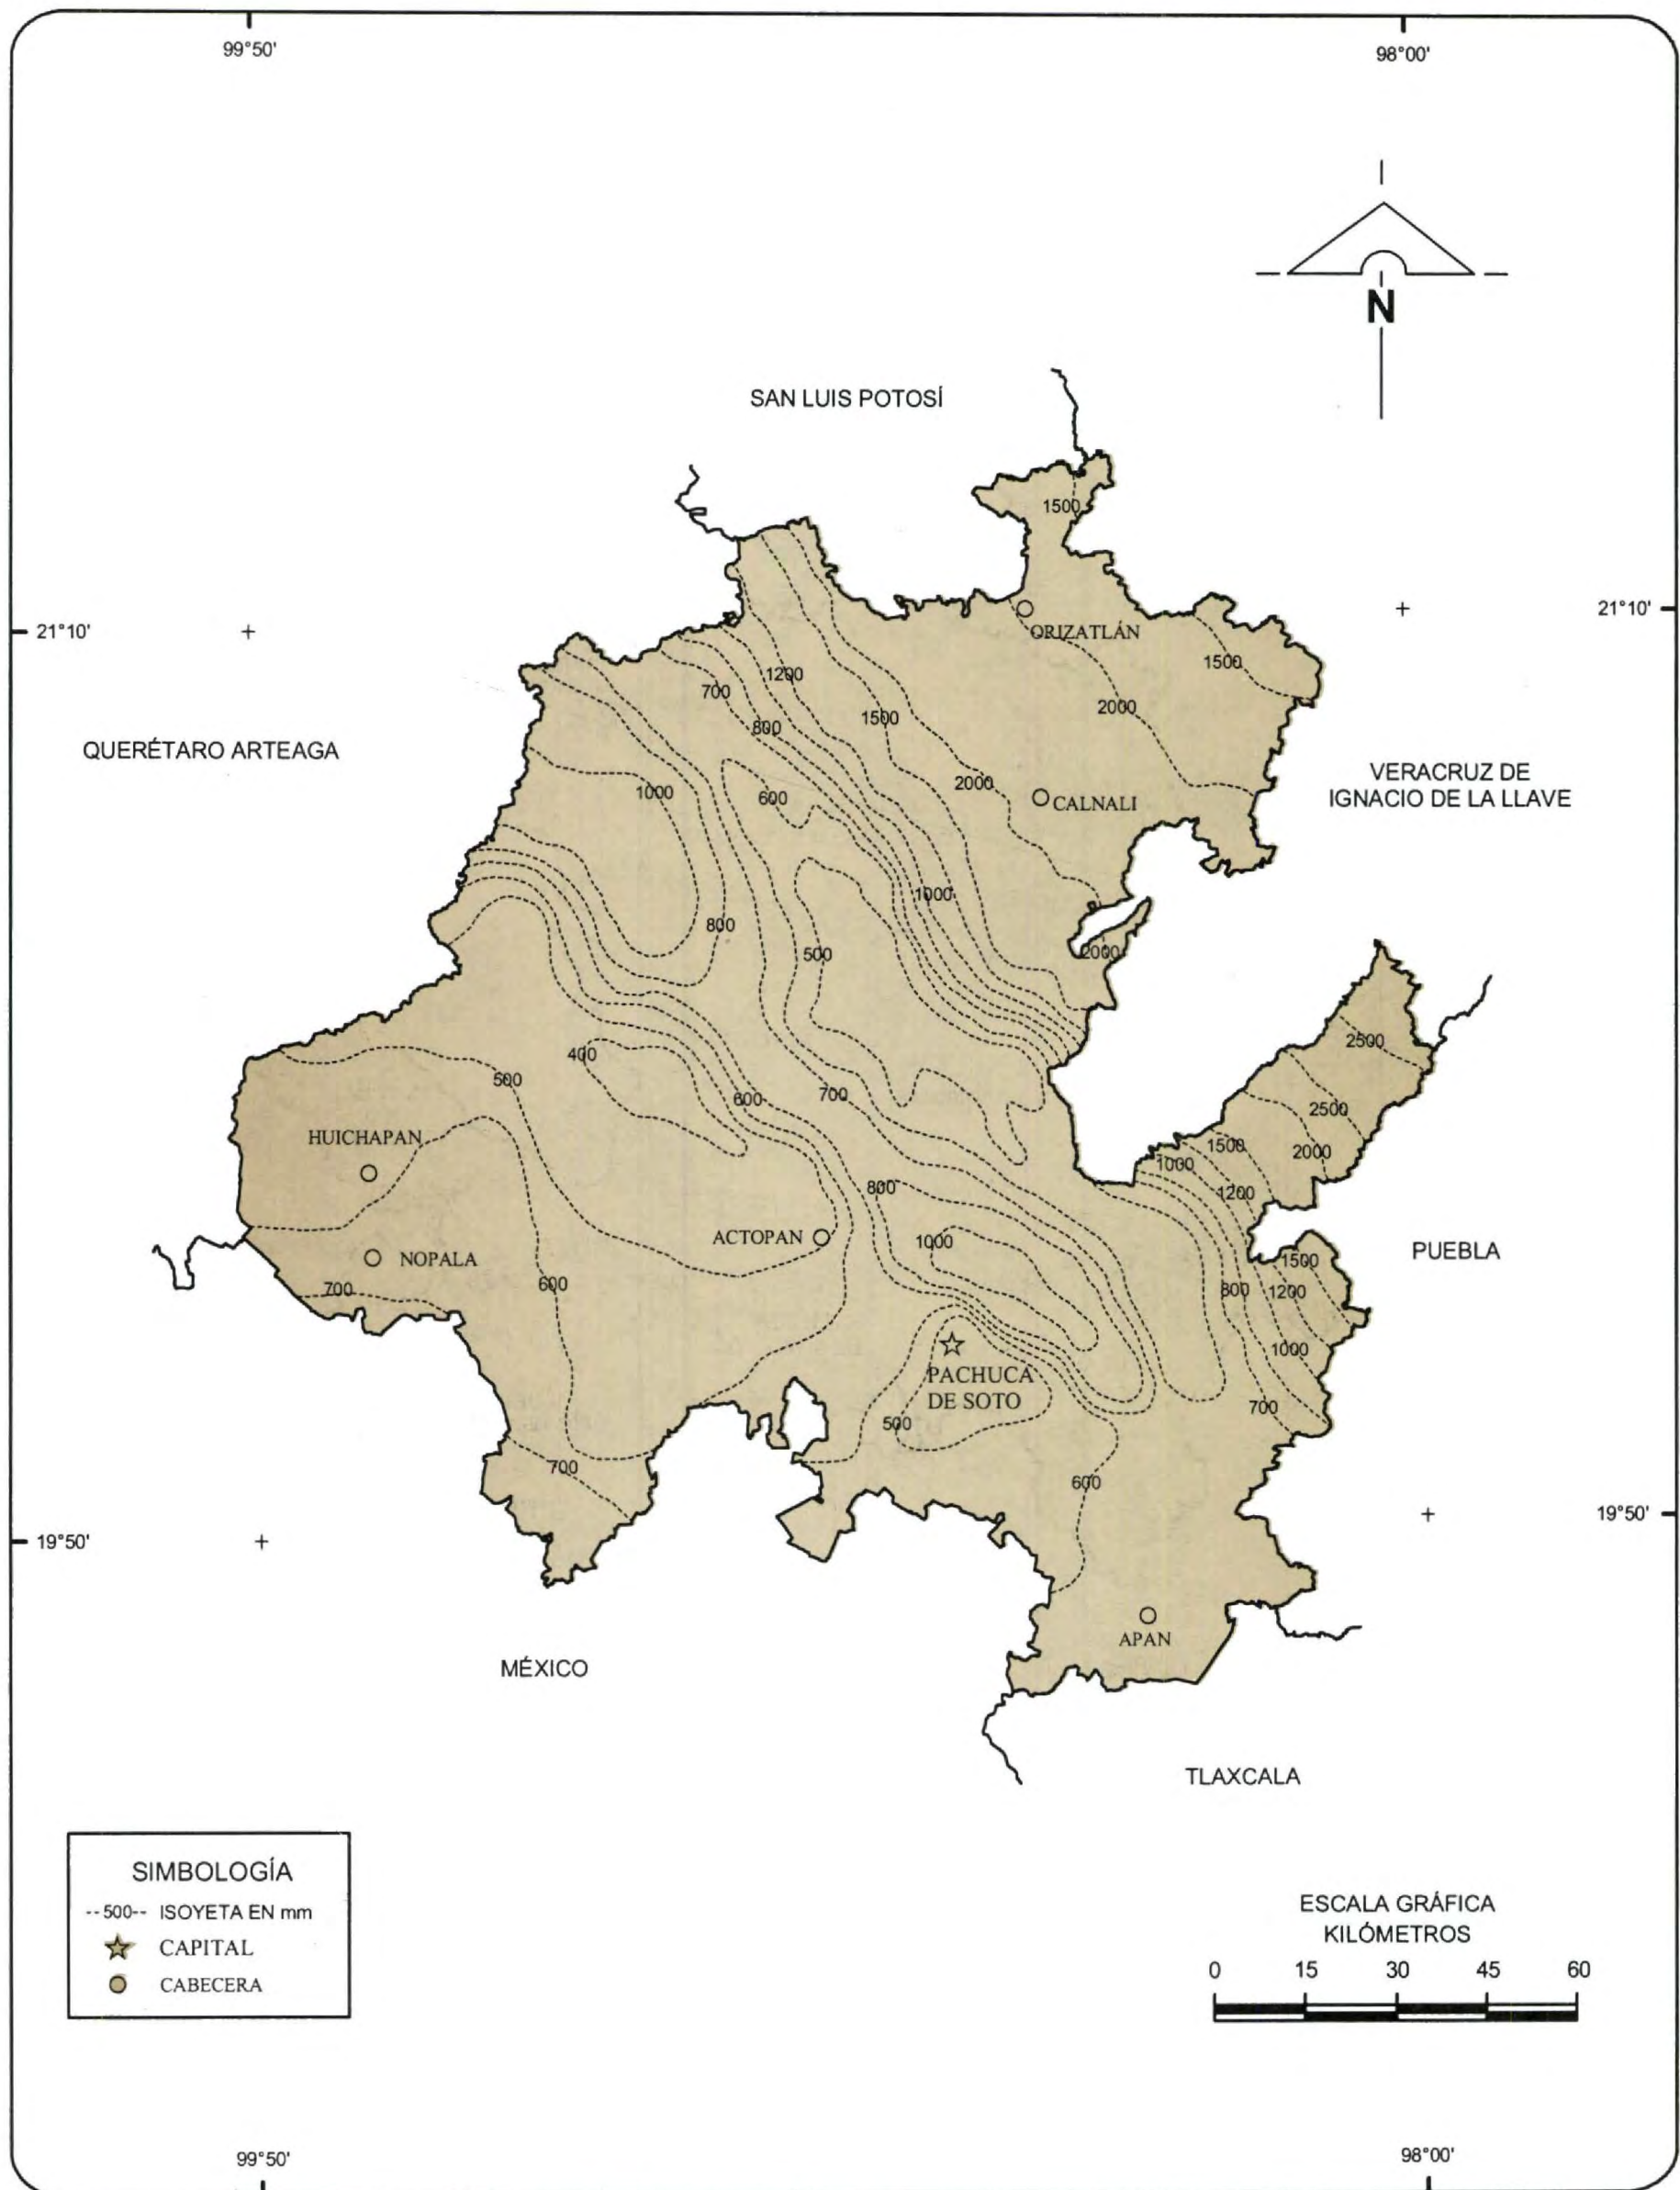 99°50'
98°00'
N
SAN LUIS POTOSÍ
1500
21°10'
21°10'
ORIZATLÁN
1500
1200
700
2000
1500
800
QUERÉTARO ARTEAGA
VERACRUZ DE
IGNACIO DE LA LLAVE
1000
600
2000
CALNALI
1000
800
500
2000
2500
400
500
600
700
2500
HUICHAPAN
1500
2000
1000
800
1200
ACTOPAN
1000
PUEBLA
NOPALA
1500
700
600
800
1200
1000
PACHUCA
DE SOTO
500
700
700
600
19°50'
19°50'
APAN
MÉXICO
TLAXCALA
SIMBOLOGÍA
--500-- ISOYETA EN mm
CAPITAL
CABECERA
ESCALA GRÁFICA
KILÓMETROS
0 15 30 45 60
99°50'
98°00'